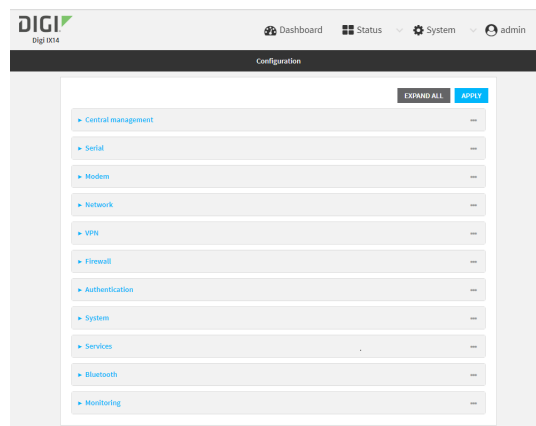 DIGI
Digi IX14
Dashboard
Status
System
admin
Configuration
EXPAND ALL
APPLY
Central management
Serial
Modem
Network
VPN
Firewall
Authentication
System
Services
Bluetooth
Monitoring